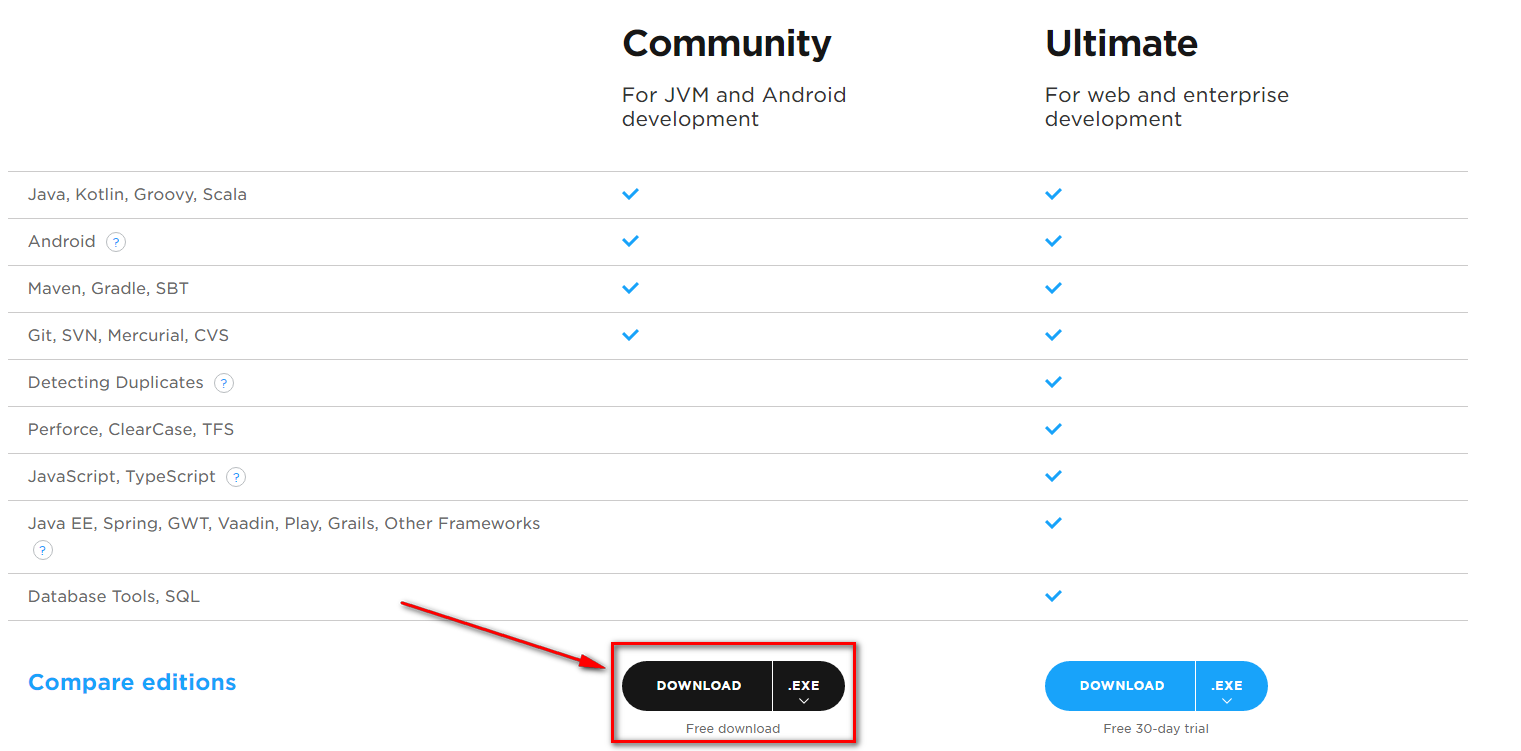 Community
Ultimate
For JVM and Android
development
For web and enterprise
development
Java, Kotlin, Groovy, Scala
Android ?
Maven, Gradle, SBT
Git, SVN, Mercurial, CVS
Detecting Duplicates ?
Perforce, ClearCase, TFS
JavaScript, TypeScript ?
Java EE, Spring, GWT, Vaadin, Play, Grails, Other Frameworks
?
Database Tools, SQL
Compare editions
DOWNLOAD .EXE
Free download
DOWNLOAD .EXE
Free 30-day trial